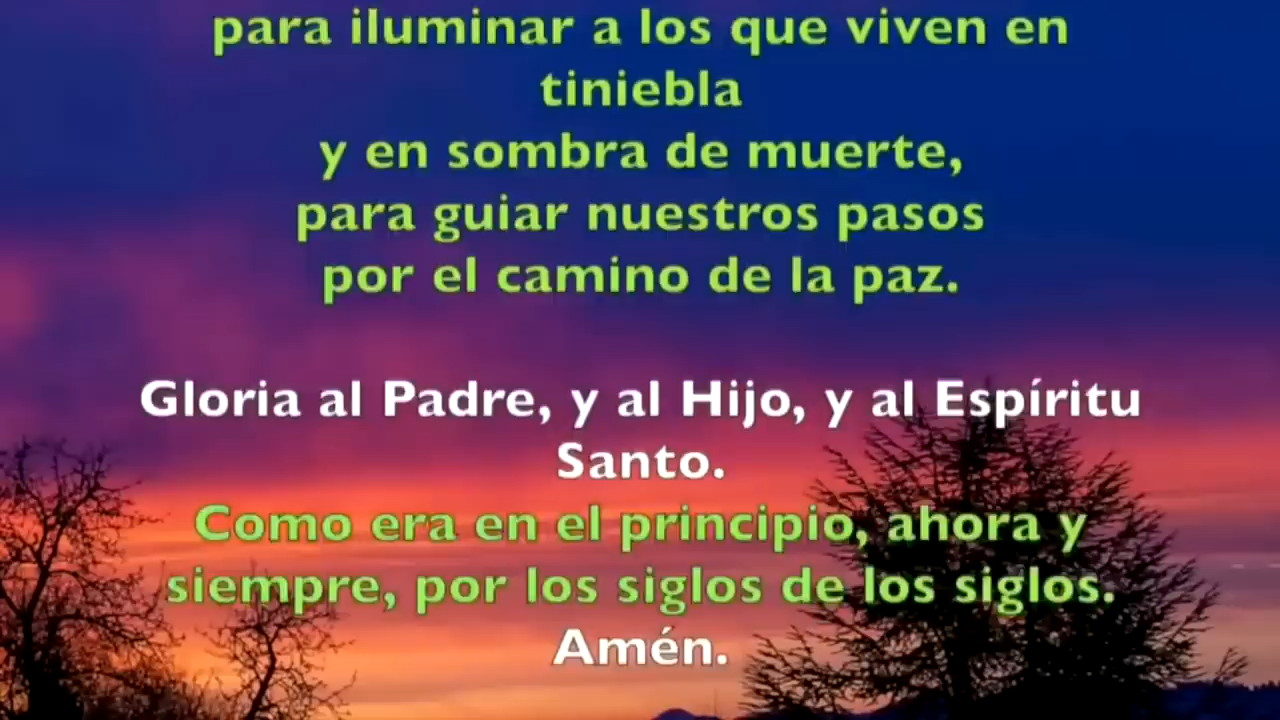 para iluminar a los que viven en
tiniebla
y en sombra de muerte,
para guiar nuestros pasos
por el camino de la paz.
Gloria al Padre, y al Hijo, y al Espíritu
Santo.
Como era en el principio, ahora y
siempre, por los siglos de los siglos.
Amén.